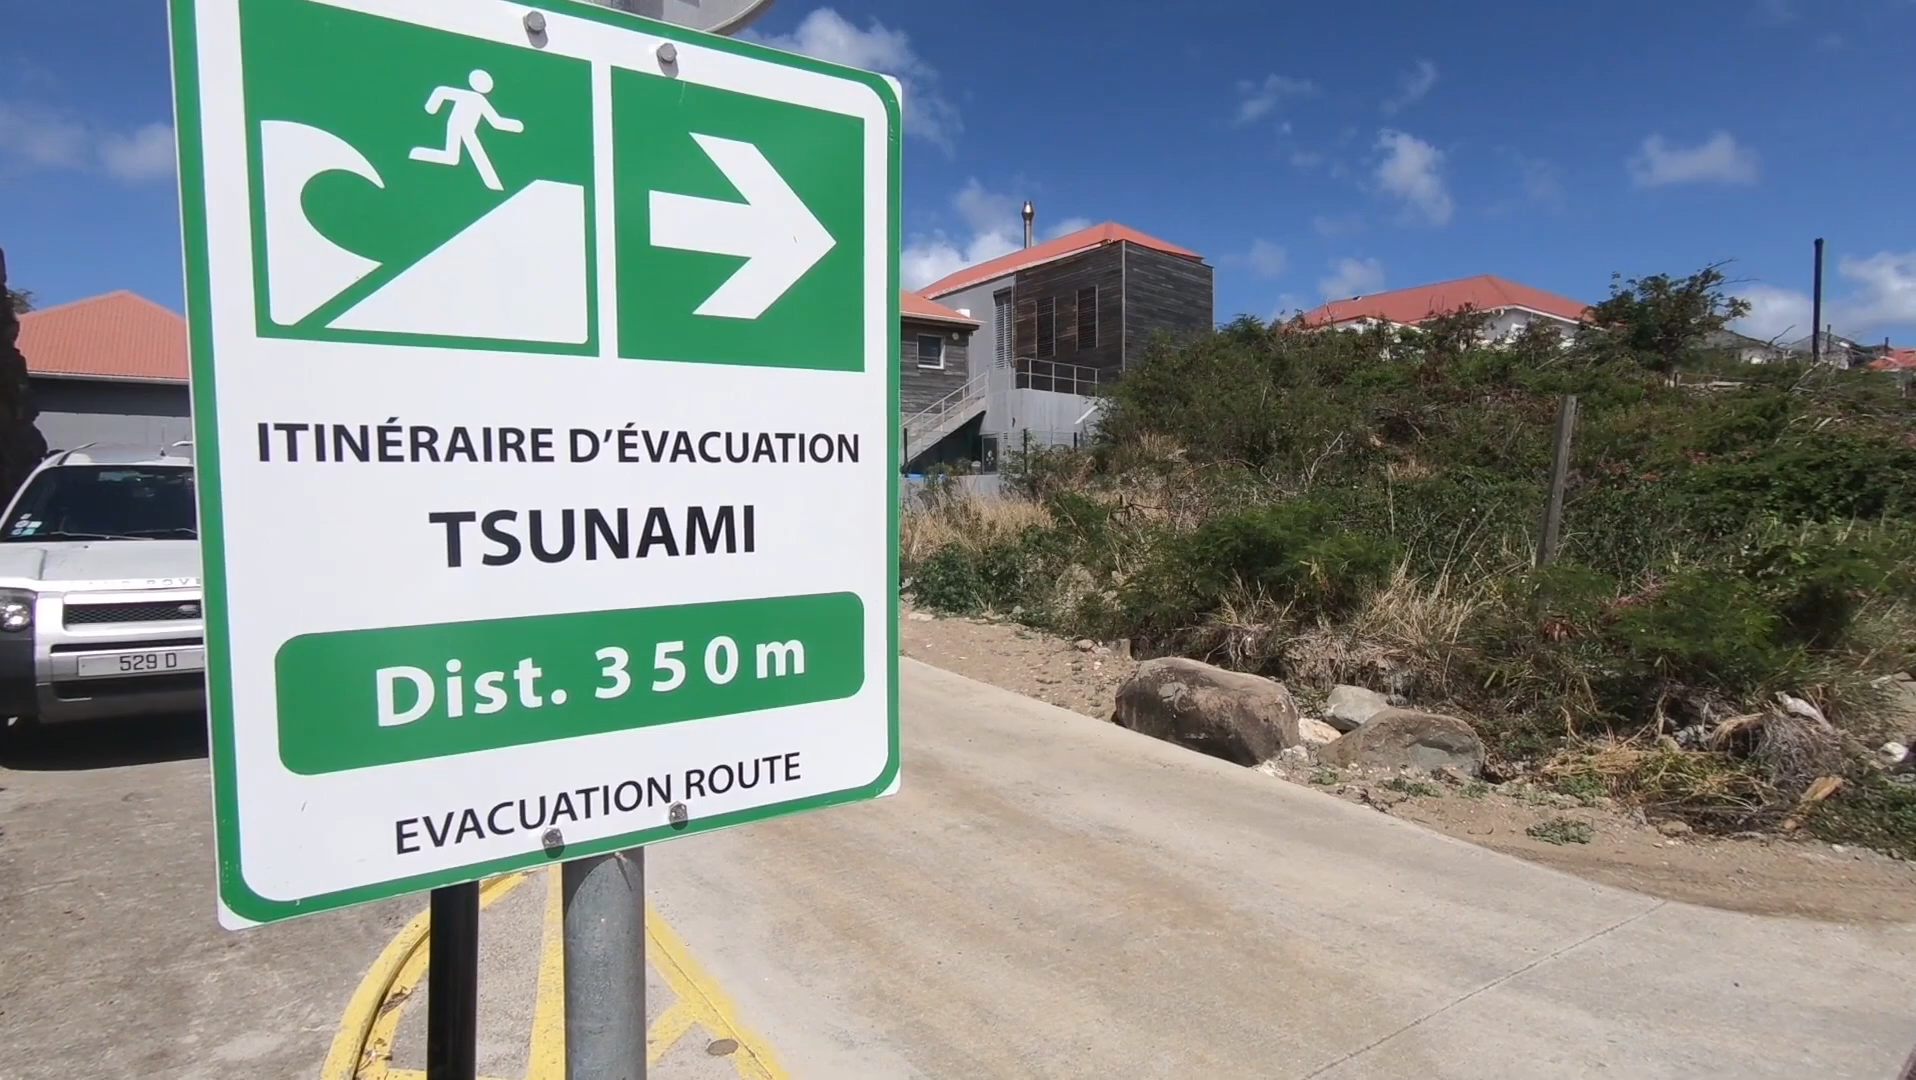 ITINÉRAIRE D'ÉVACUATION
TSUNAMI
Dist. 350m
EVACUATION ROUTE
529 D